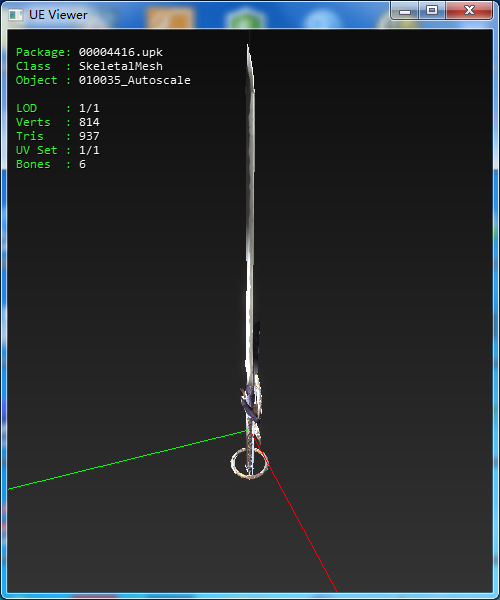 UE Viewer
Package: 00004416.upk
Class : SkeletalMesh
Object : 010035_Autoscale
LOD : 1/1
Verts : 814
Tris : 937
UV Set : 1/1
Bones : 6